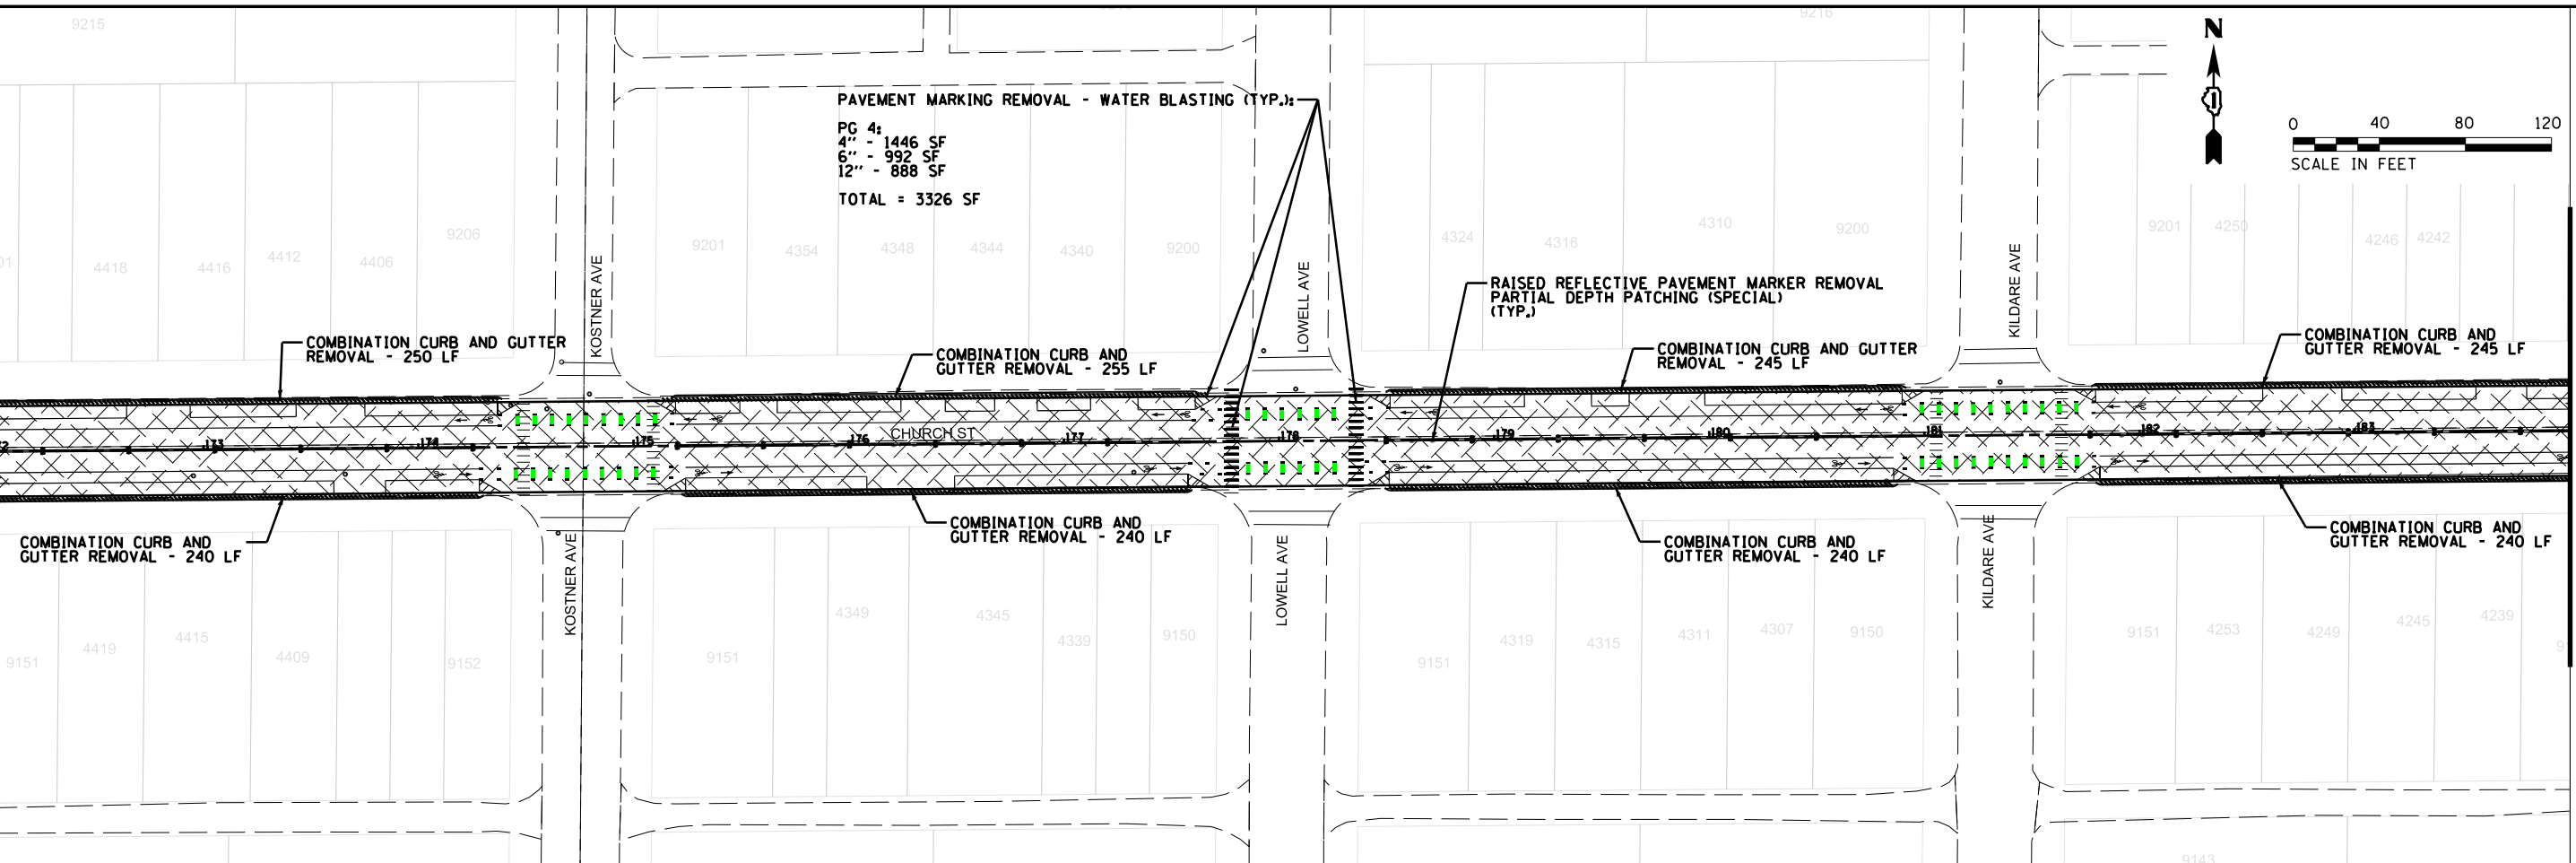 9215
9216
N
0 40 80 120
SCALE IN FEET
PAVEMENT MARKING REMOVAL - WATER BLASTING (TYP.):
PG 4:
4" - 1446 SF
6" - 992 SF
12" - 888 SF
TOTAL = 3326 SF
4418
4416
4412
4406
9206
KOSTNER AVE
9201
4354
4348
4344
4340
9200
LOWELL AVE
4324
4316
4310
9200
KILDARE AVE
9201
4250
4246
4242
RAISED REFLECTIVE PAVEMENT MARKER REMOVAL
PARTIAL DEPTH PATCHING (SPECIAL)
(TYP.)
COMBINATION CURB AND GUTTER
REMOVAL - 250 LF
COMBINATION CURB AND
GUTTER REMOVAL - 255 LF
COMBINATION CURB AND GUTTER
REMOVAL - 245 LF
COMBINATION CURB AND
GUTTER REMOVAL - 245 LF
173
174
175
176
CHURCH ST
177
178
179
180
181
182
183
COMBINATION CURB AND
GUTTER REMOVAL - 240 LF
COMBINATION CURB AND
GUTTER REMOVAL - 240 LF
COMBINATION CURB AND
GUTTER REMOVAL - 240 LF
COMBINATION CURB AND
GUTTER REMOVAL - 240 LF
KOSTNER AVE
LOWELL AVE
KILDARE AVE
9151
4419
4415
4409
9152
9151
4349
4345
4339
9150
9151
4319
4315
4311
4307
9150
9151
4253
4249
4245
4239
9143